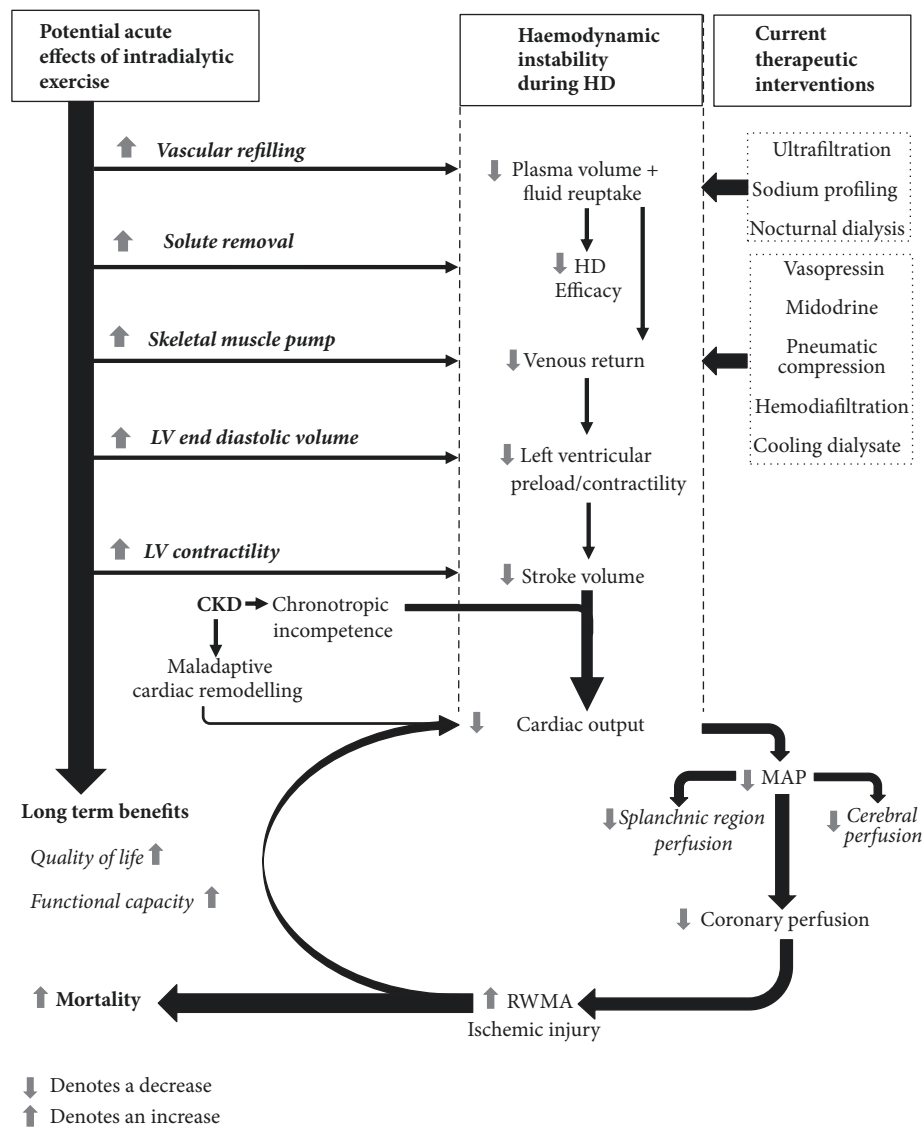 Potential acute
effects of intradialytic
exercise
Haemodynamic
instability
during HD
Current
therapeutic
interventions
Vascular refilling
Solute removal
Skeletal muscle pump
LV end diastolic volume
LV contractility
Plasma volume +
fluid reuptake
HD
Efficacy
Venous return
Left ventricular
preload/contractility
Stroke volume
Ultrafiltration
Sodium profiling
Nocturnal dialysis
Vasopressin
Midodrine
Pneumatic
compression
Hemodiafiltration
Cooling dialysate
CKD
Chronotropic
incompetence
Maladaptive
cardiac remodelling
Cardiac output
MAP
Splanchnic region
perfusion
Cerebral
perfusion
Coronary perfusion
RWMA
Ischemic injury
Long term benefits
Quality of life
Functional capacity
Mortality
Denotes a decrease
Denotes an increase